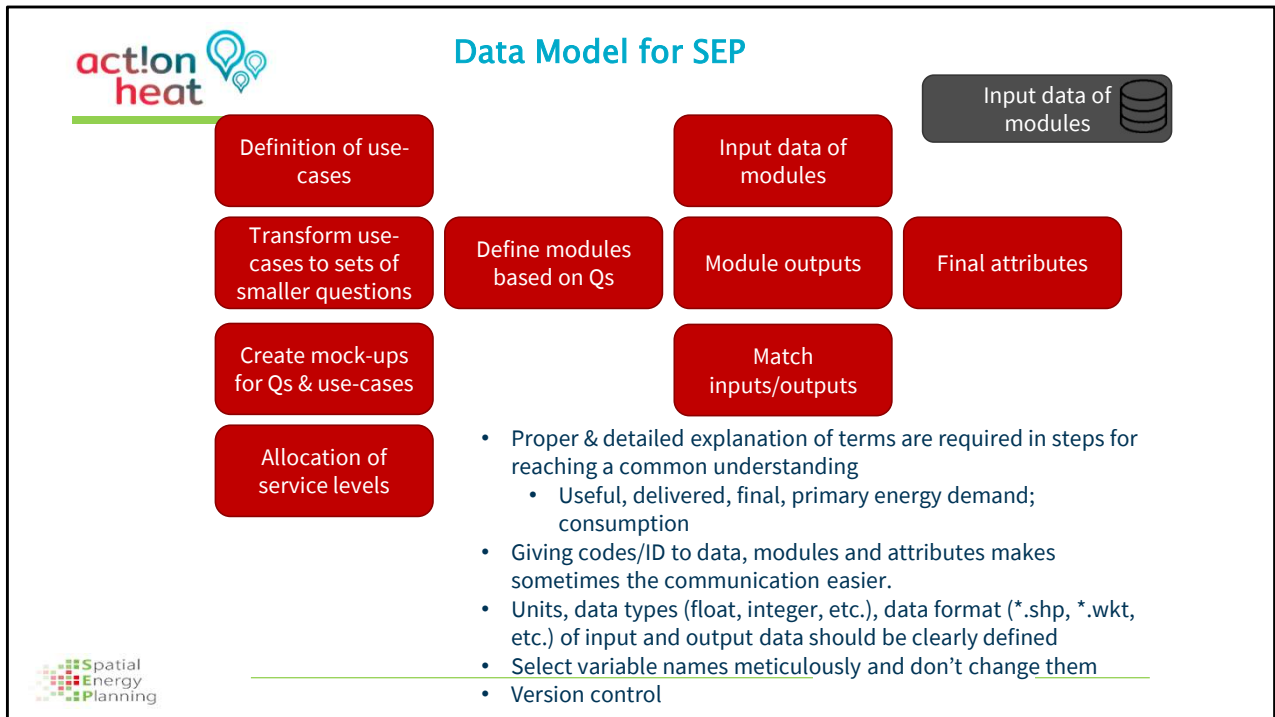 act!on
heat
Data Model for SEP
Input data of
modules
Definition of use-
cases
Input data of
modules
Transform use-
cases to sets of
smaller questions
Define modules
based on Qs
Module outputs
Final attributes
Create mock-ups
for Qs & use-cases
Match
inputs/outputs
Allocation of
service levels
• Proper & detailed explanation of terms are required in steps for
reaching a common understanding
• Useful, delivered, final, primary energy demand;
consumption
• Giving codes/ID to data, modules and attributes makes
sometimes the communication easier.
• Units, data types (float, integer, etc.), data format (*.shp, *.wkt,
etc.) of input and output data should be clearly defined
• Select variable names meticulously and don’t change them
• Version control
Spatial
Energy
Planning